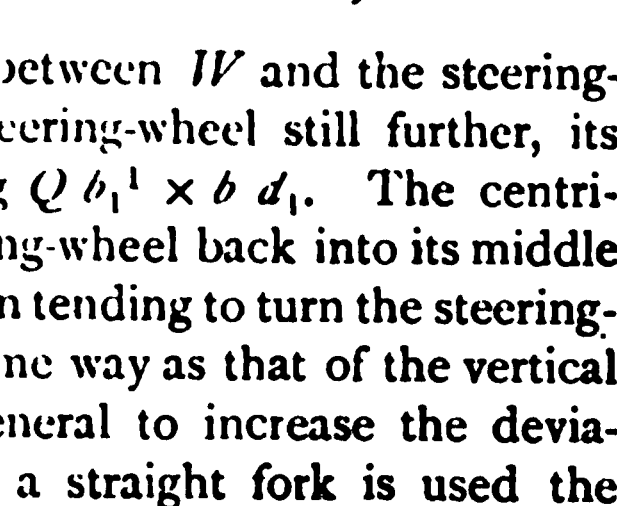 between W and the steering-
eering-wheel still further, its
Q b₁¹ × b d₁. The centri-
ng-wheel back into its middle
n tending to turn the steering-
me way as that of the vertical
eneral to increase the devia-
a straight fork is used the